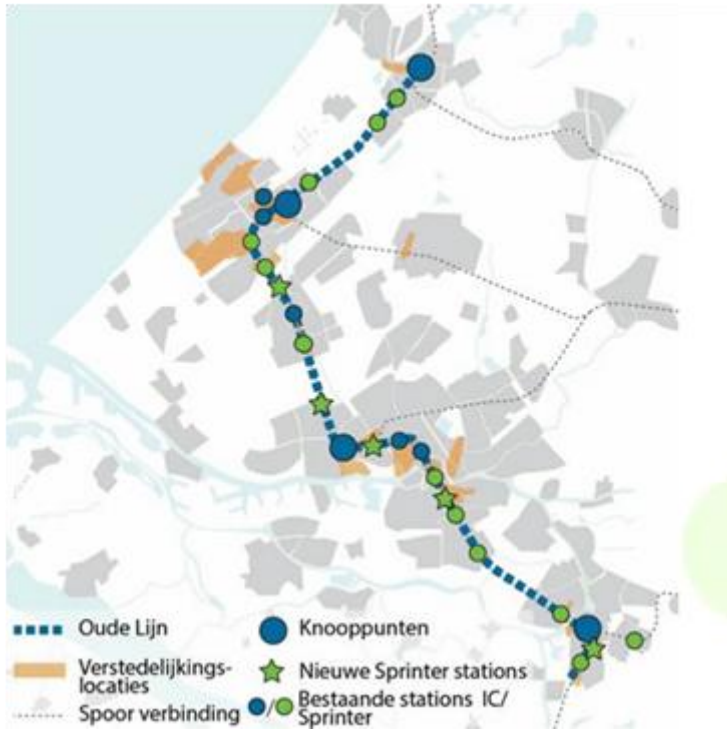 Oude Lijn
Knooppunten
Verstedelijkings-
locaties
Nieuwe Sprinter stations
Spoor verbinding
/
Bestaande stations IC/
Sprinter